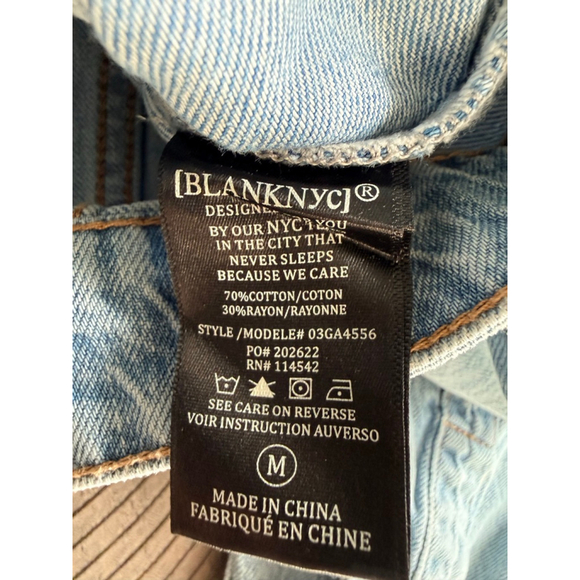 [BLANKNYC]®
DESIGNED
BY OUR NYC
IN THE CITY THAT
NEVER SLEEPS
BECAUSE WE CARE
70%COTTON/COTON
30%RAYON/RAYONNE
STYLE /MODELE# 03GA4556
PO# 202622
RN# 114542
SEE CARE ON REVERSE
VOIR INSTRUCTION AUVERSO
M
MADE IN CHINA
FABRIQUÉ EN CHINE